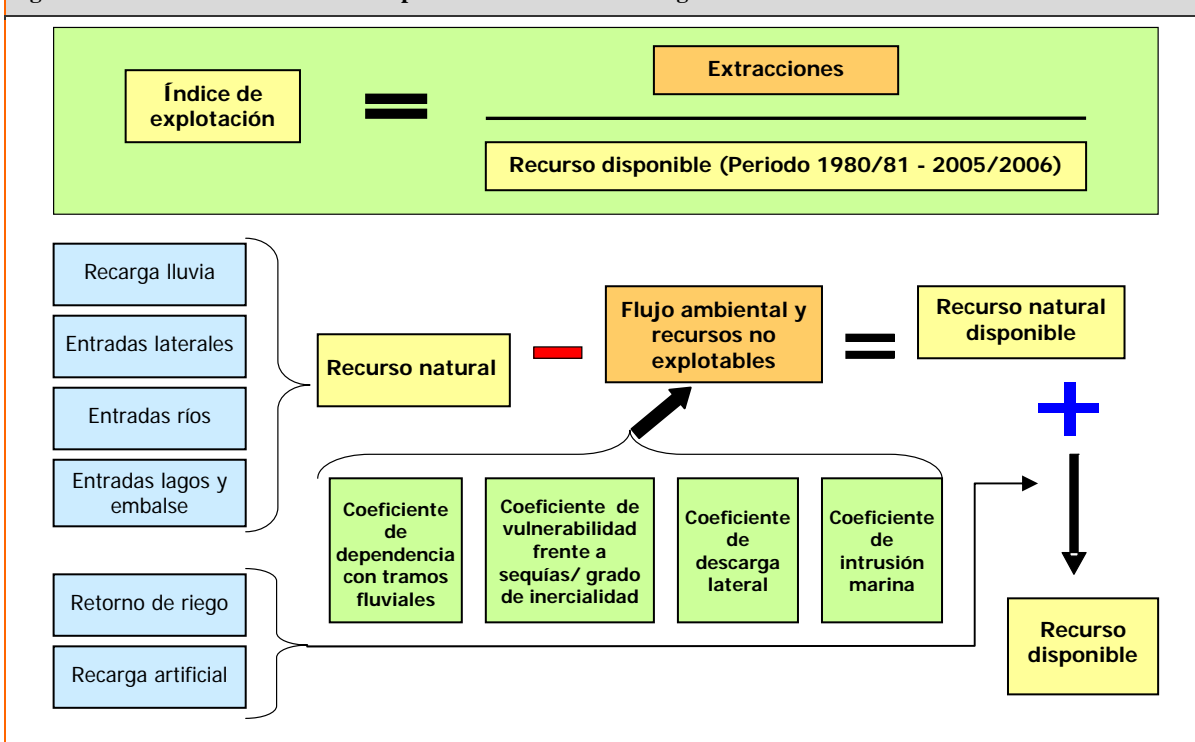 Índice de
explotación
Extracciones
Recurso disponible (Periodo 1980/81 - 2005/2006)
Recarga lluvia
Entradas laterales
Entradas ríos
Entradas lagos y
embalse
Recurso natural
Flujo ambiental y
recursos no
explotables
Recurso natural
disponible
Coeficiente
de
dependencia
con tramos
fluviales
Coeficiente de
vulnerabilidad
frente a
sequías/ grado
de inercialidad
Coeficiente
de
descarga
lateral
Coeficiente
de
intrusión
marina
Retorno de riego
Recarga artificial
Recurso
disponible